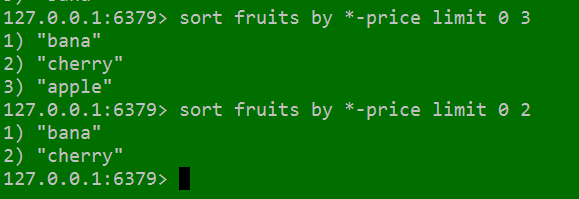 127.0.0.1:6379> sort fruits by *-price limit 0 3
1) "bana"
2) "cherry"
3) "apple"
127.0.0.1:6379> sort fruits by *-price limit 0 2
1) "bana"
2) "cherry"
127.0.0.1:6379>